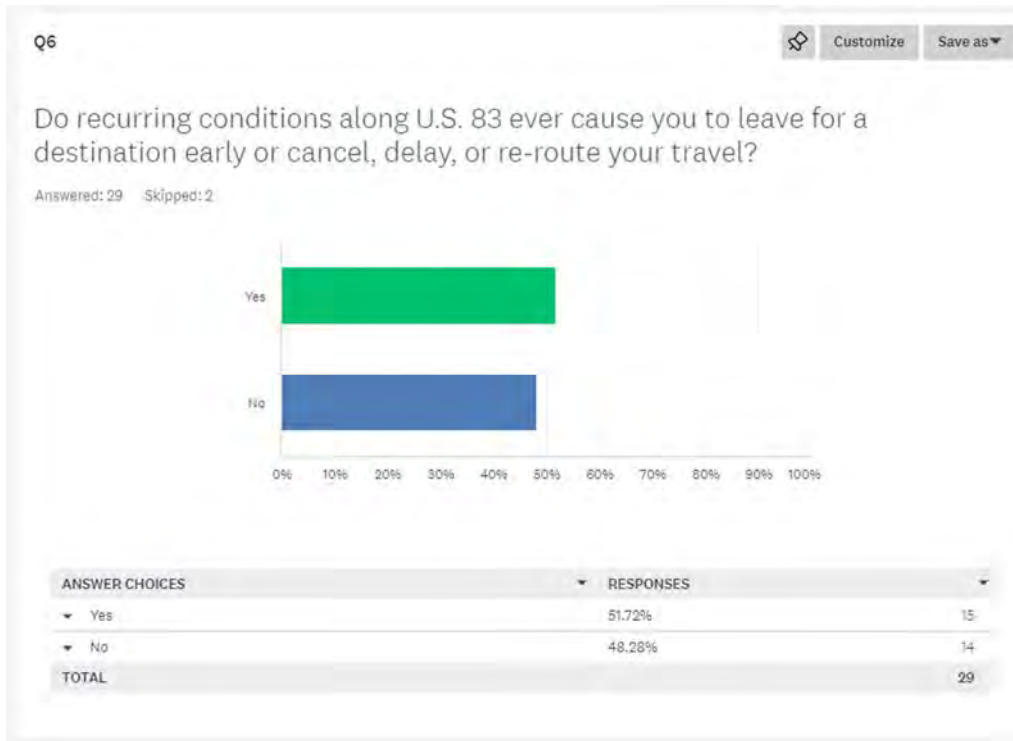 Q6
Customize
Save as
Do recurring conditions along U.S. 83 ever cause you to leave for a
destination early or cancel, delay, or re-route your travel?
Answered: 29 Skipped: 2
Yes
No
0% 10% 20% 30% 40% 50% 60% 70% 80% 90% 100%
ANSWER CHOICES RESPONSES
Yes 51.72% 15
No 48.28% 14
TOTAL 29